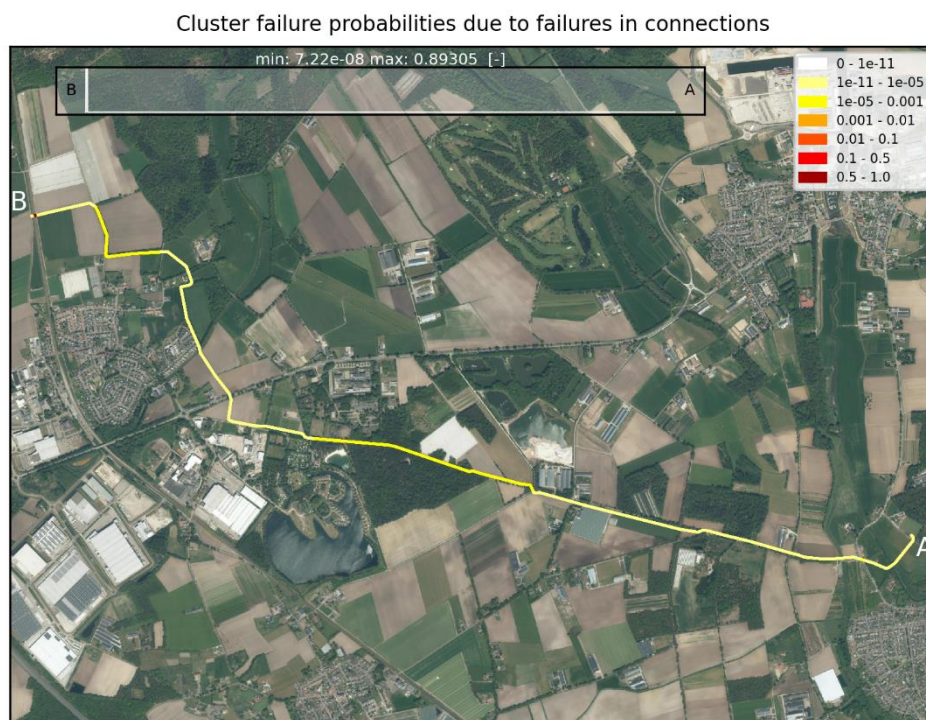 Cluster failure probabilities due to failures in connections
min: 7.22e-08 max: 0.89305 [-]
B
A
0 - 1e-11
1e-11 - 1e-05
1e-05 - 0.001
0.001 - 0.01
0.01 - 0.1
0.1 - 0.5
0.5 - 1.0
B
A